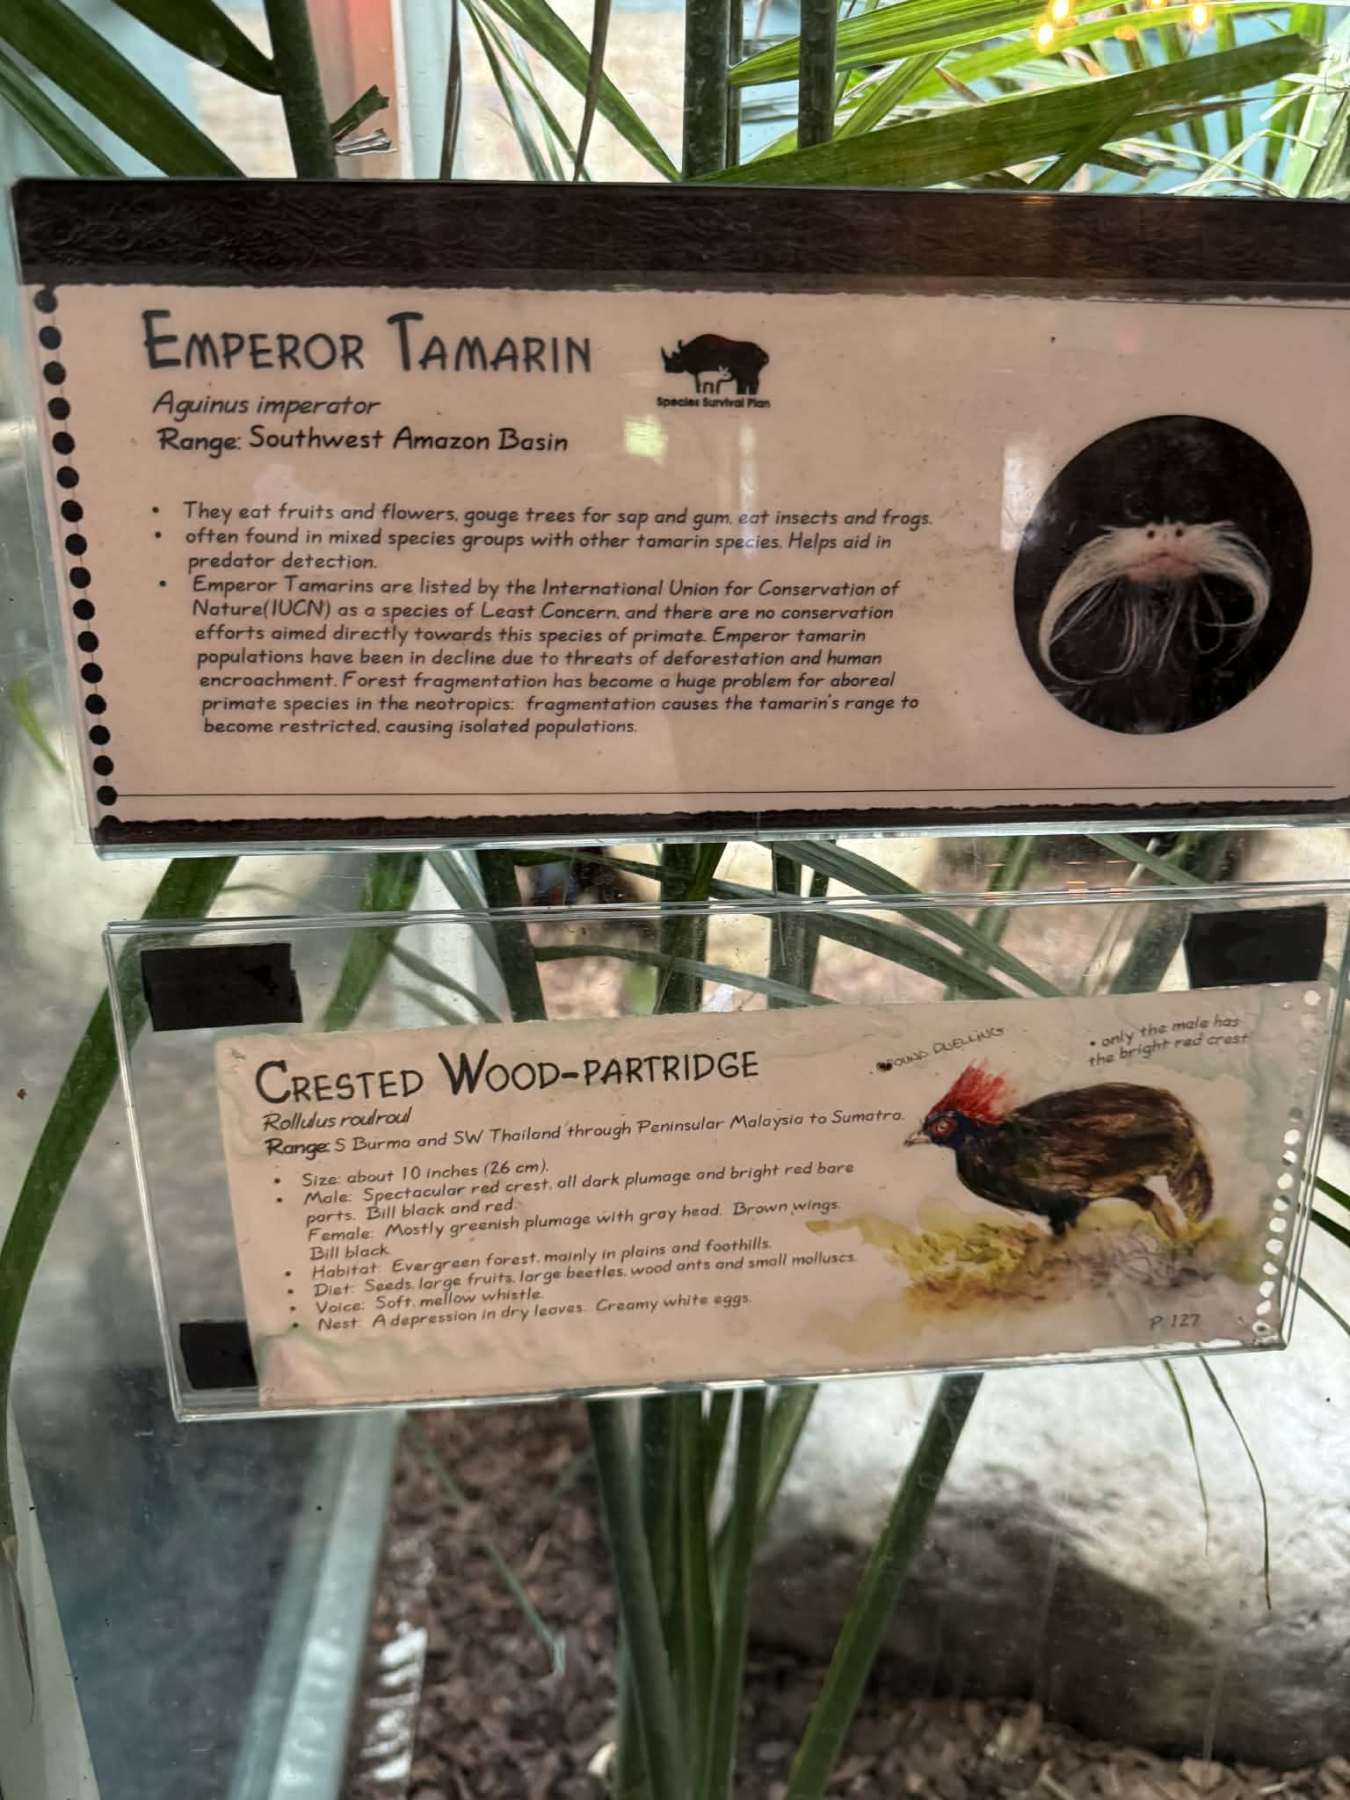 EMPEROR TAMARIN
Species Survival Plan
Aguinus imperator
Range: Southwest Amazon Basin
• They eat fruits and flowers, gouge trees for sap and gum, eat insects and frogs.
• often found in mixed species groups with other tamarin species. Helps aid in
predator detection.
• Emperor Tamarins are listed by the International Union for Conservation of
Nature(IUCN) as a species of Least Concern, and there are no conservation
efforts aimed directly towards this species of primate. Emperor tamarin
populations have been in decline due to threats of deforestation and human
encroachment. Forest fragmentation has become a huge problem for aboreal
primate species in the neotropics: fragmentation causes the tamarin's range to
become restricted, causing isolated populations.
CRESTED WOOD-PARTRIDGE
GROUND DWELLING
• only the male has
the bright red crest
Rollulus roulroul
Range: S Burma and SW Thailand through Peninsular Malaysia to Sumatra.
• Size: about 10 inches (26 cm).
• Male: Spectacular red crest, all dark plumage and bright red bare
parts. Bill black and red.
Female: Mostly greenish plumage with gray head. Brown wings.
Bill black.
• Habitat: Evergreen forest, mainly in plains and foothills.
• Diet: Seeds, large fruits, large beetles, wood ants and small molluscs.
• Voice: Soft, mellow whistle.
• Nest: A depression in dry leaves. Creamy white eggs.
P. 127